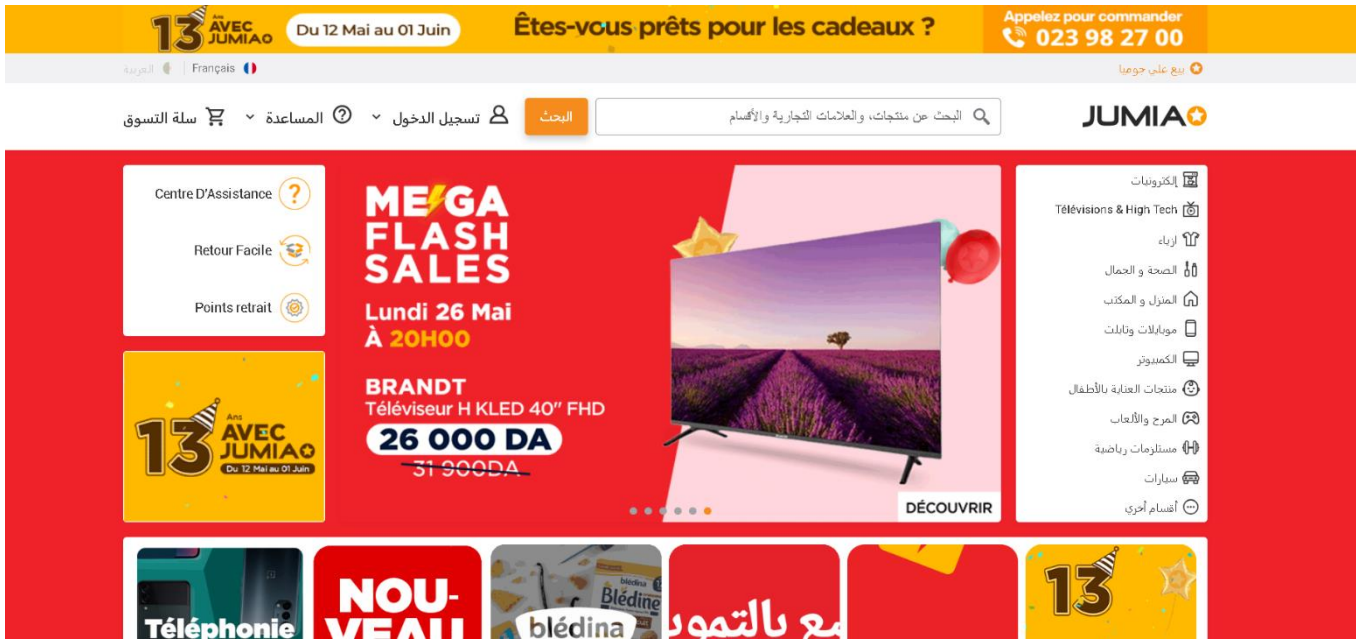 13 Ans AVEC JUMIA
Du 12 Mai au 01 Juin
Êtes-vous prêts pour les cadeaux ?
Appelez pour commander
023 98 27 00
بيع على جوميا
Français | العربية
JUMIA
البحث عن منتجات، والعلامات التجارية والأقسام
البحث
تسجيل الدخول
المساعدة
سلة التسوق
إلكترونيات
Télévisions & High Tech
ازياء
الصحة و الجمال
المنزل و المكتب
موبايلات وتابلت
الكمبيوتر
منتجات العناية بالأطفال
المرح والألعاب
مستلزمات رياضية
سيارات
أقسام أخري
MEGA
FLASH
SALES
Lundi 26 Mai
À 20H00
BRANDT
Téléviseur H KLED 40" FHD
26 000 DA
31 900DA
DÉCOUVRIR
Centre D'Assistance
Retour Facile
Points retrait
13 Ans
AVEC
JUMIA
Du 12 Mai au 01 Juin
13
بالتموي
blédina
Blédine
blédina
NOU-
VEAU
Téléphonie